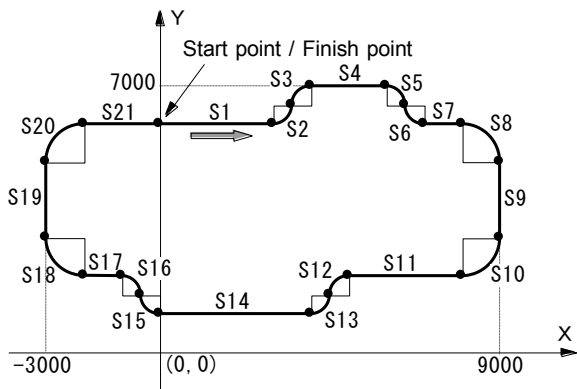 Y
Start point / Finish point
7000
S3
S4
S5
S20
S21
S1
S2
S6
S7
S8
S19
S9
S18
S17
S16
S12
S11
S10
S15
S14
S13
X
-3000
(0, 0)
9000